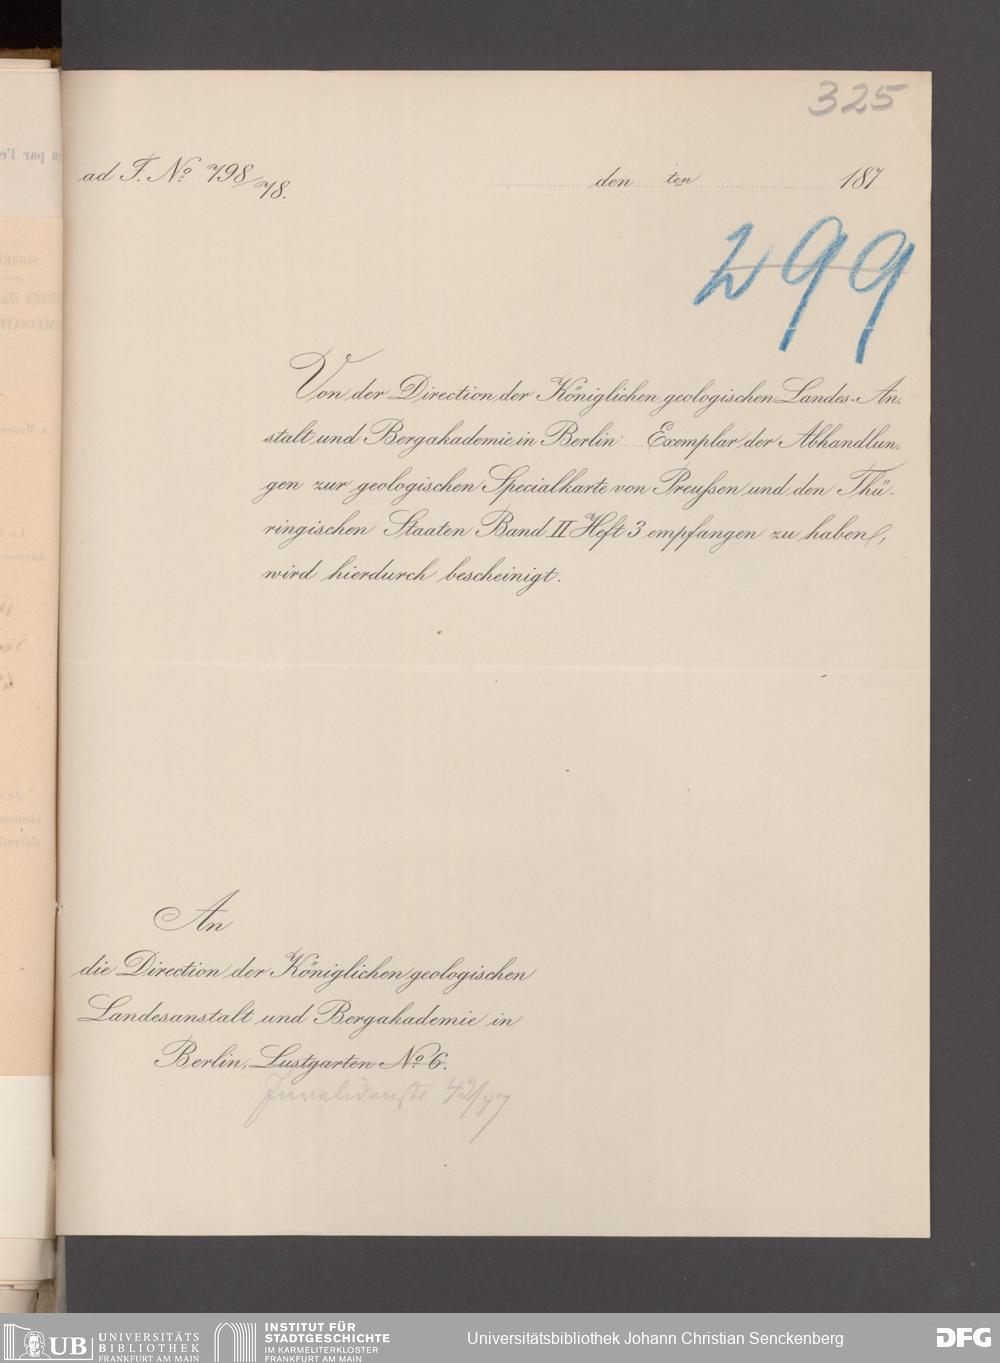 325
ad F. No 798/78.
den ten 187
299
Von der Direction der Königlichen geologischen Landes-An-
stalt und Bergakademie in Berlin Exemplar der Abhandlun-
gen zur geologischen Specialkarte von Preußen und den Thü-
ringischen Staaten Band II Heft 3 empfangen zu haben,
wird hierdurch bescheinigt.
An
die Direction der Königlichen geologischen
Landesanstalt und Bergakademie in
Berlin, Lustgarten No 6.
Invalidenstr
UB UNIVERSITÄTS
BIBLIOTHEK
FRANKFURT AM MAIN
INSTITUT FÜR
STADTGESCHICHTE
IM KARMELITERKLOSTER
FRANKFURT AM MAIN
Universitätsbibliothek Johann Christian Senckenberg
DFG